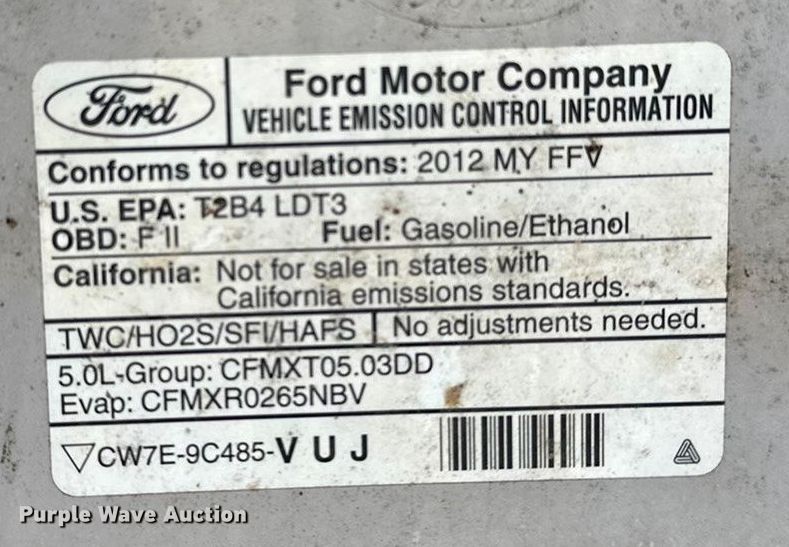 Ford
Ford Motor Company
VEHICLE EMISSION CONTROL INFORMATION
Conforms to regulations: 2012 MY FFV
U.S. EPA: T2B4 LDT3
OBD: F II Fuel: Gasoline/Ethanol
California: Not for sale in states with
California emissions standards.
TWC/HO2S/SFI/HAFS No adjustments needed.
5.0L-Group: CFMXT05.03DD
Evap: CFMXR0265NBV
CW7E-9C485-V U J
Purple Wave Auction